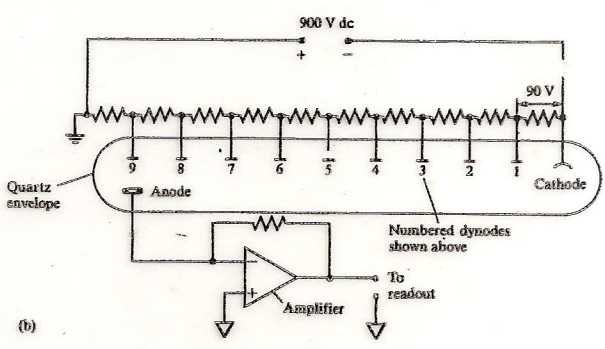 900 V dc
+ −
90 V
9 8 7 6 5 4 3 2 1
Quartz
envelope
Anode
Cathode
Numbered dynodes
shown above
−
+
Amplifier
To
readout
(b)